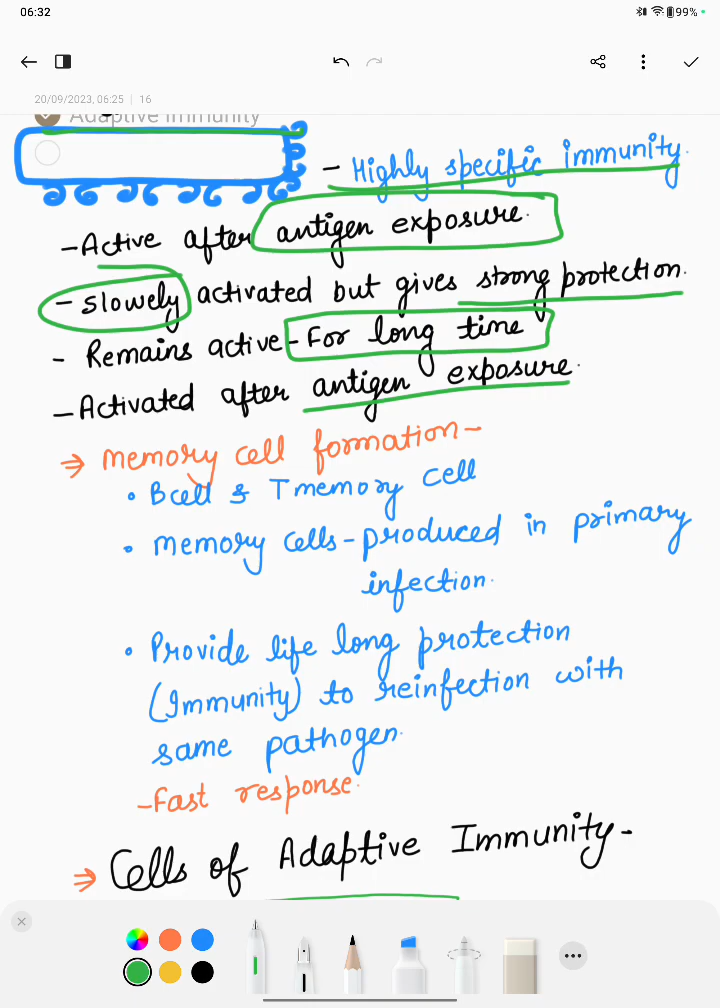 06:32
99%
20/09/2023, 06:25 | 16
Adaptive Immunity
- Highly specific immunity.
- Active after antigen exposure.
- slowely activated but gives strong protection.
- Remains active - For long time
- Activated after antigen exposure.
⇒ memory cell formation -
• B cell & T memory cell
• memory cells - produced in primary
infection.
• Provide life long protection
(Immunity) to reinfection with
same pathogen.
- Fast response.
⇒ Cells of Adaptive Immunity -